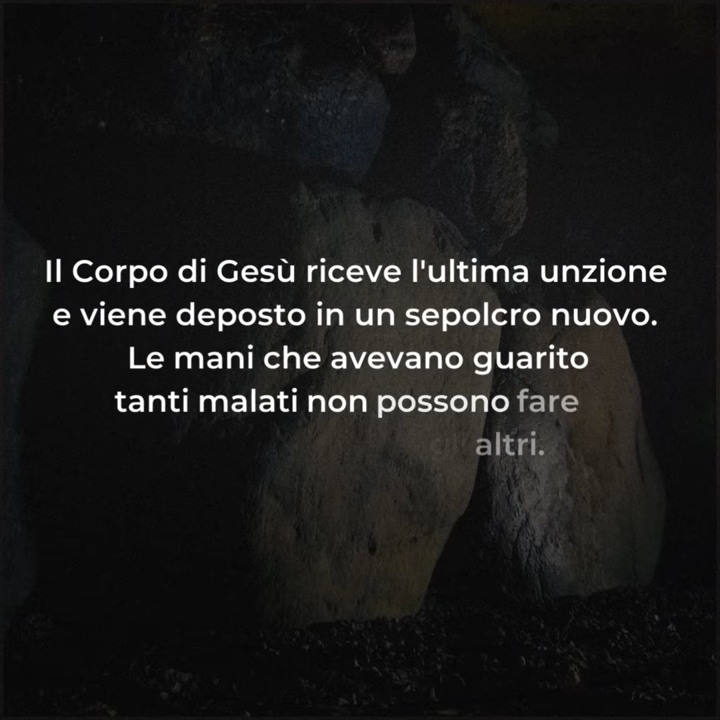 Il Corpo di Gesù riceve l'ultima unzione
e viene deposto in un sepolcro nuovo.
Le mani che avevano guarito
tanti malati non possono fare
altri.